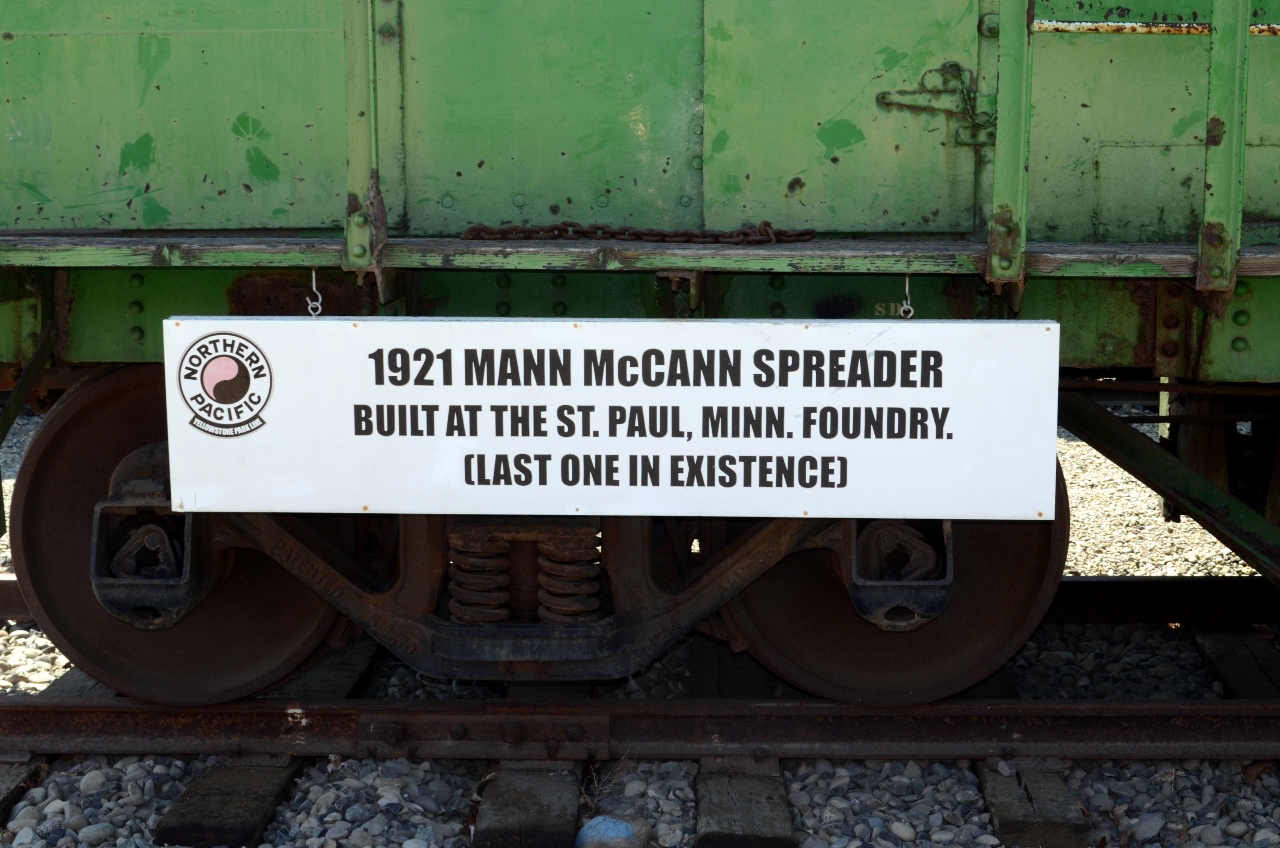 NORTHERN
PACIFIC
YELLOWSTONE PARK LINE
1921 MANN McCANN SPREADER
BUILT AT THE ST. PAUL, MINN. FOUNDRY.
(LAST ONE IN EXISTENCE)
PATENTED